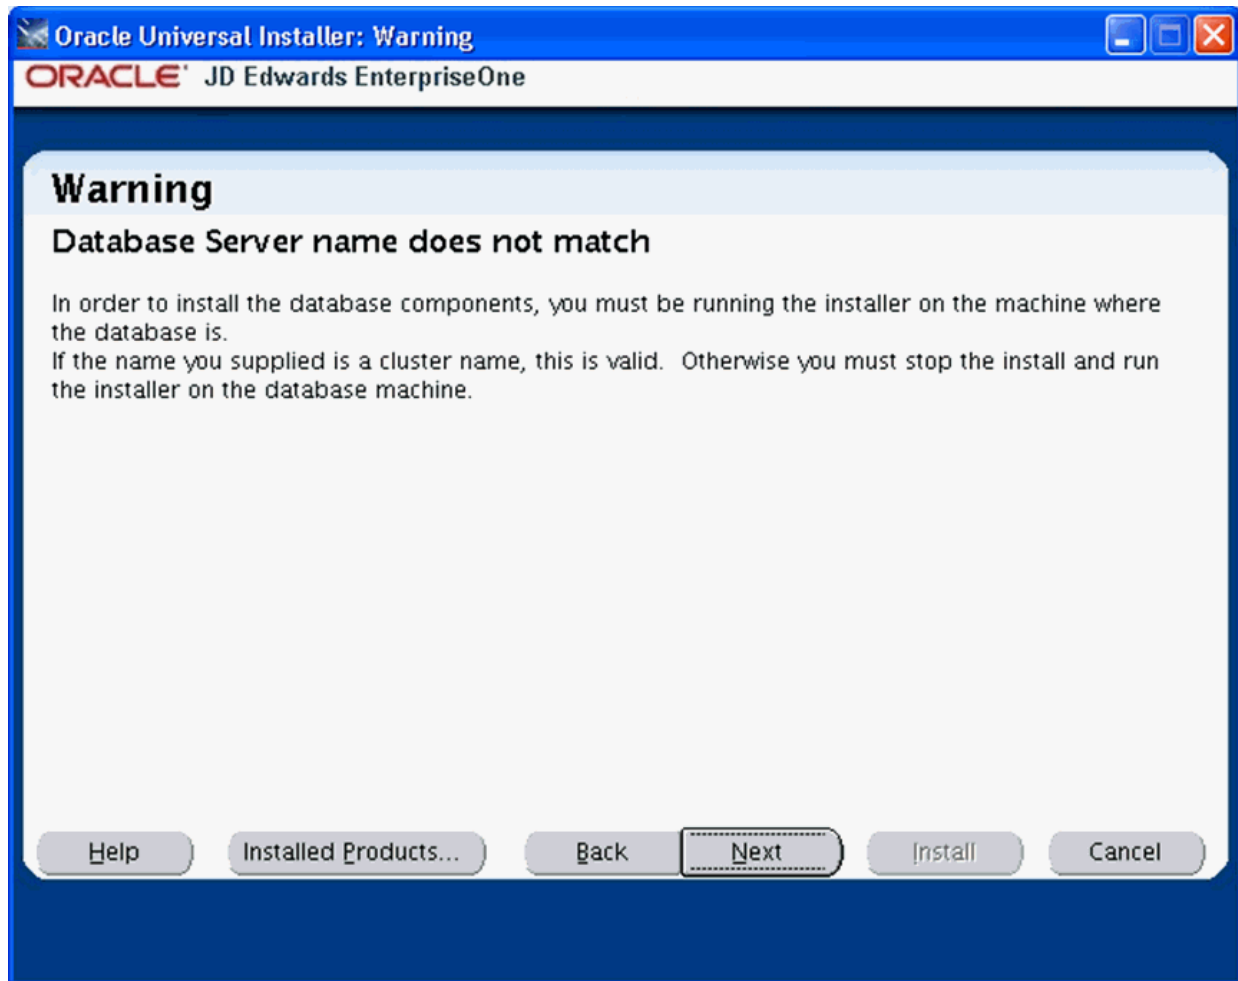 Oracle Universal Installer: Warning
ORACLE' JD Edwards EnterpriseOne
Warning
Database Server name does not match
In order to install the database components, you must be running the installer on the machine where
the database is.
If the name you supplied is a cluster name, this is valid.  Otherwise you must stop the install and run
the installer on the database machine.
Help Installed Products... Back Next Install Cancel